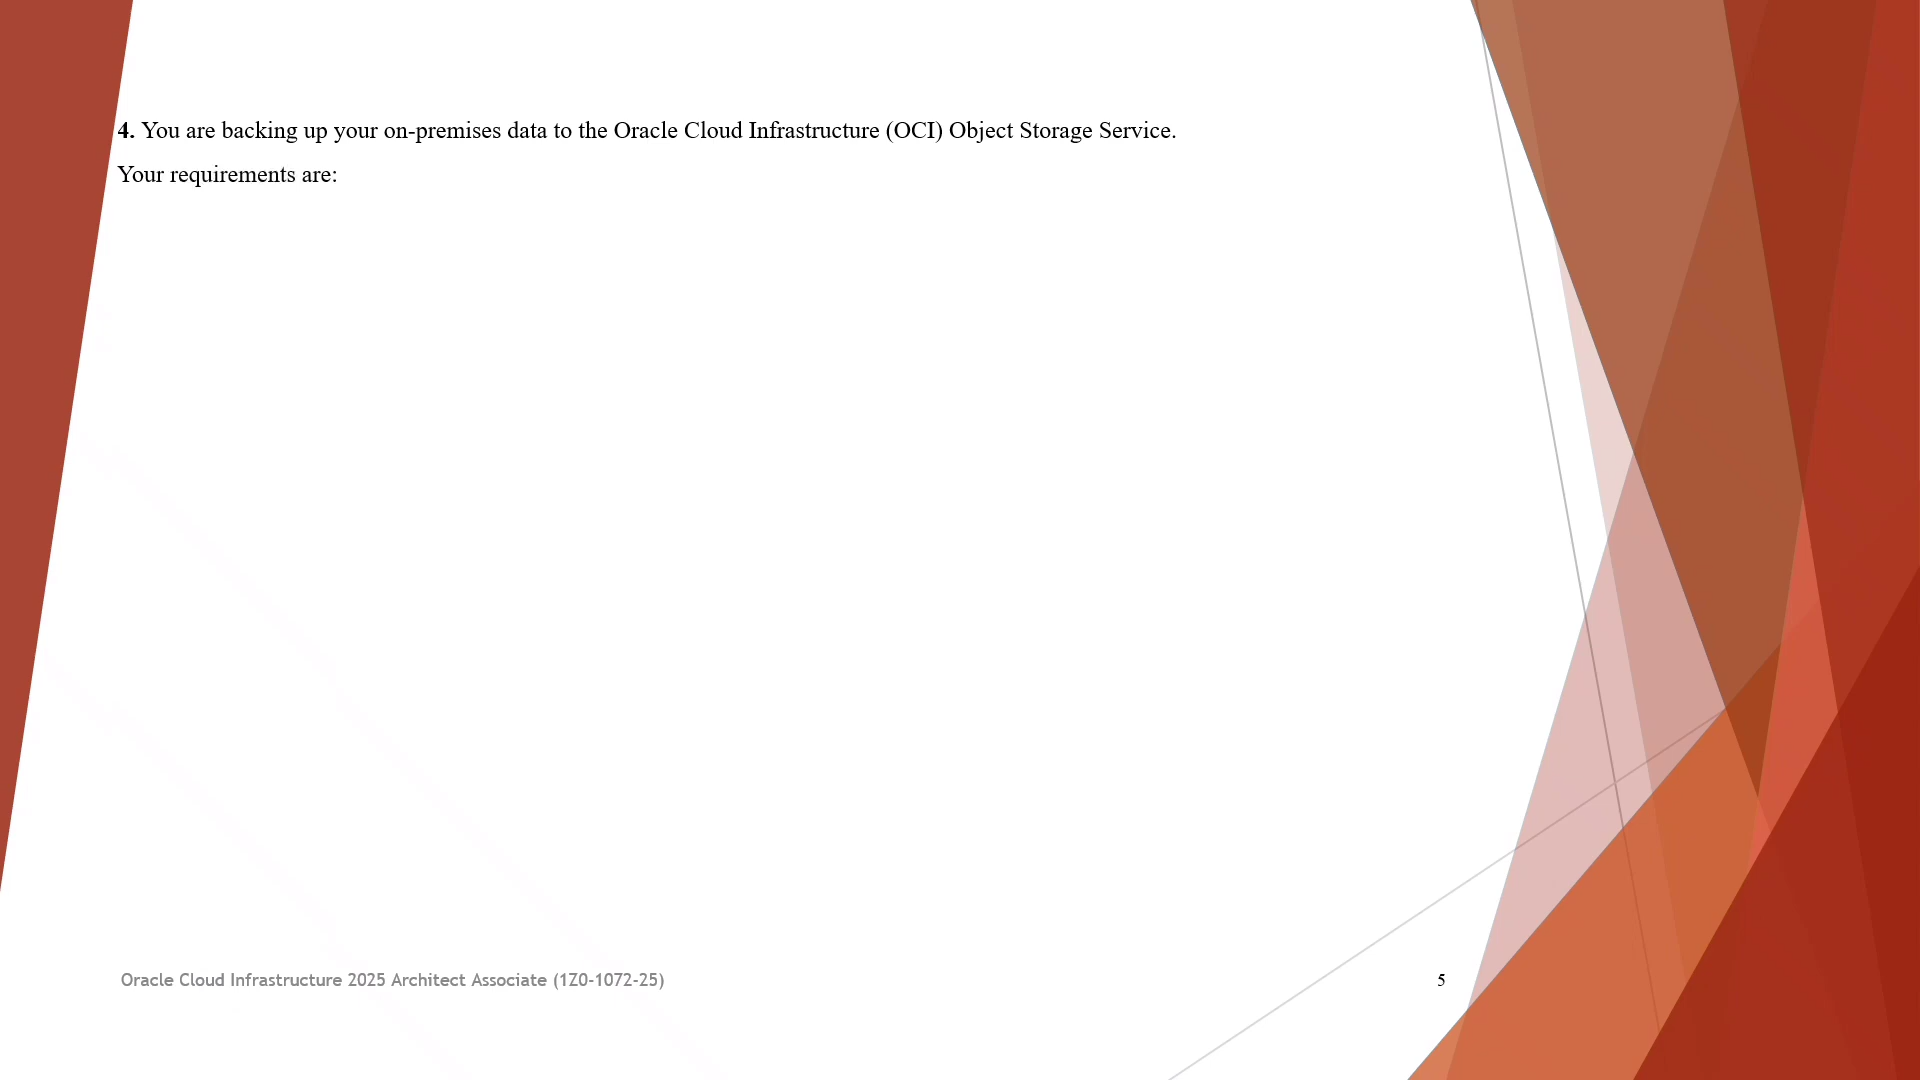 4. You are backing up your on-premises data to the Oracle Cloud Infrastructure (OCI) Object Storage Service.
Your requirements are:
Oracle Cloud Infrastructure 2025 Architect Associate (1Z0-1072-25)
5